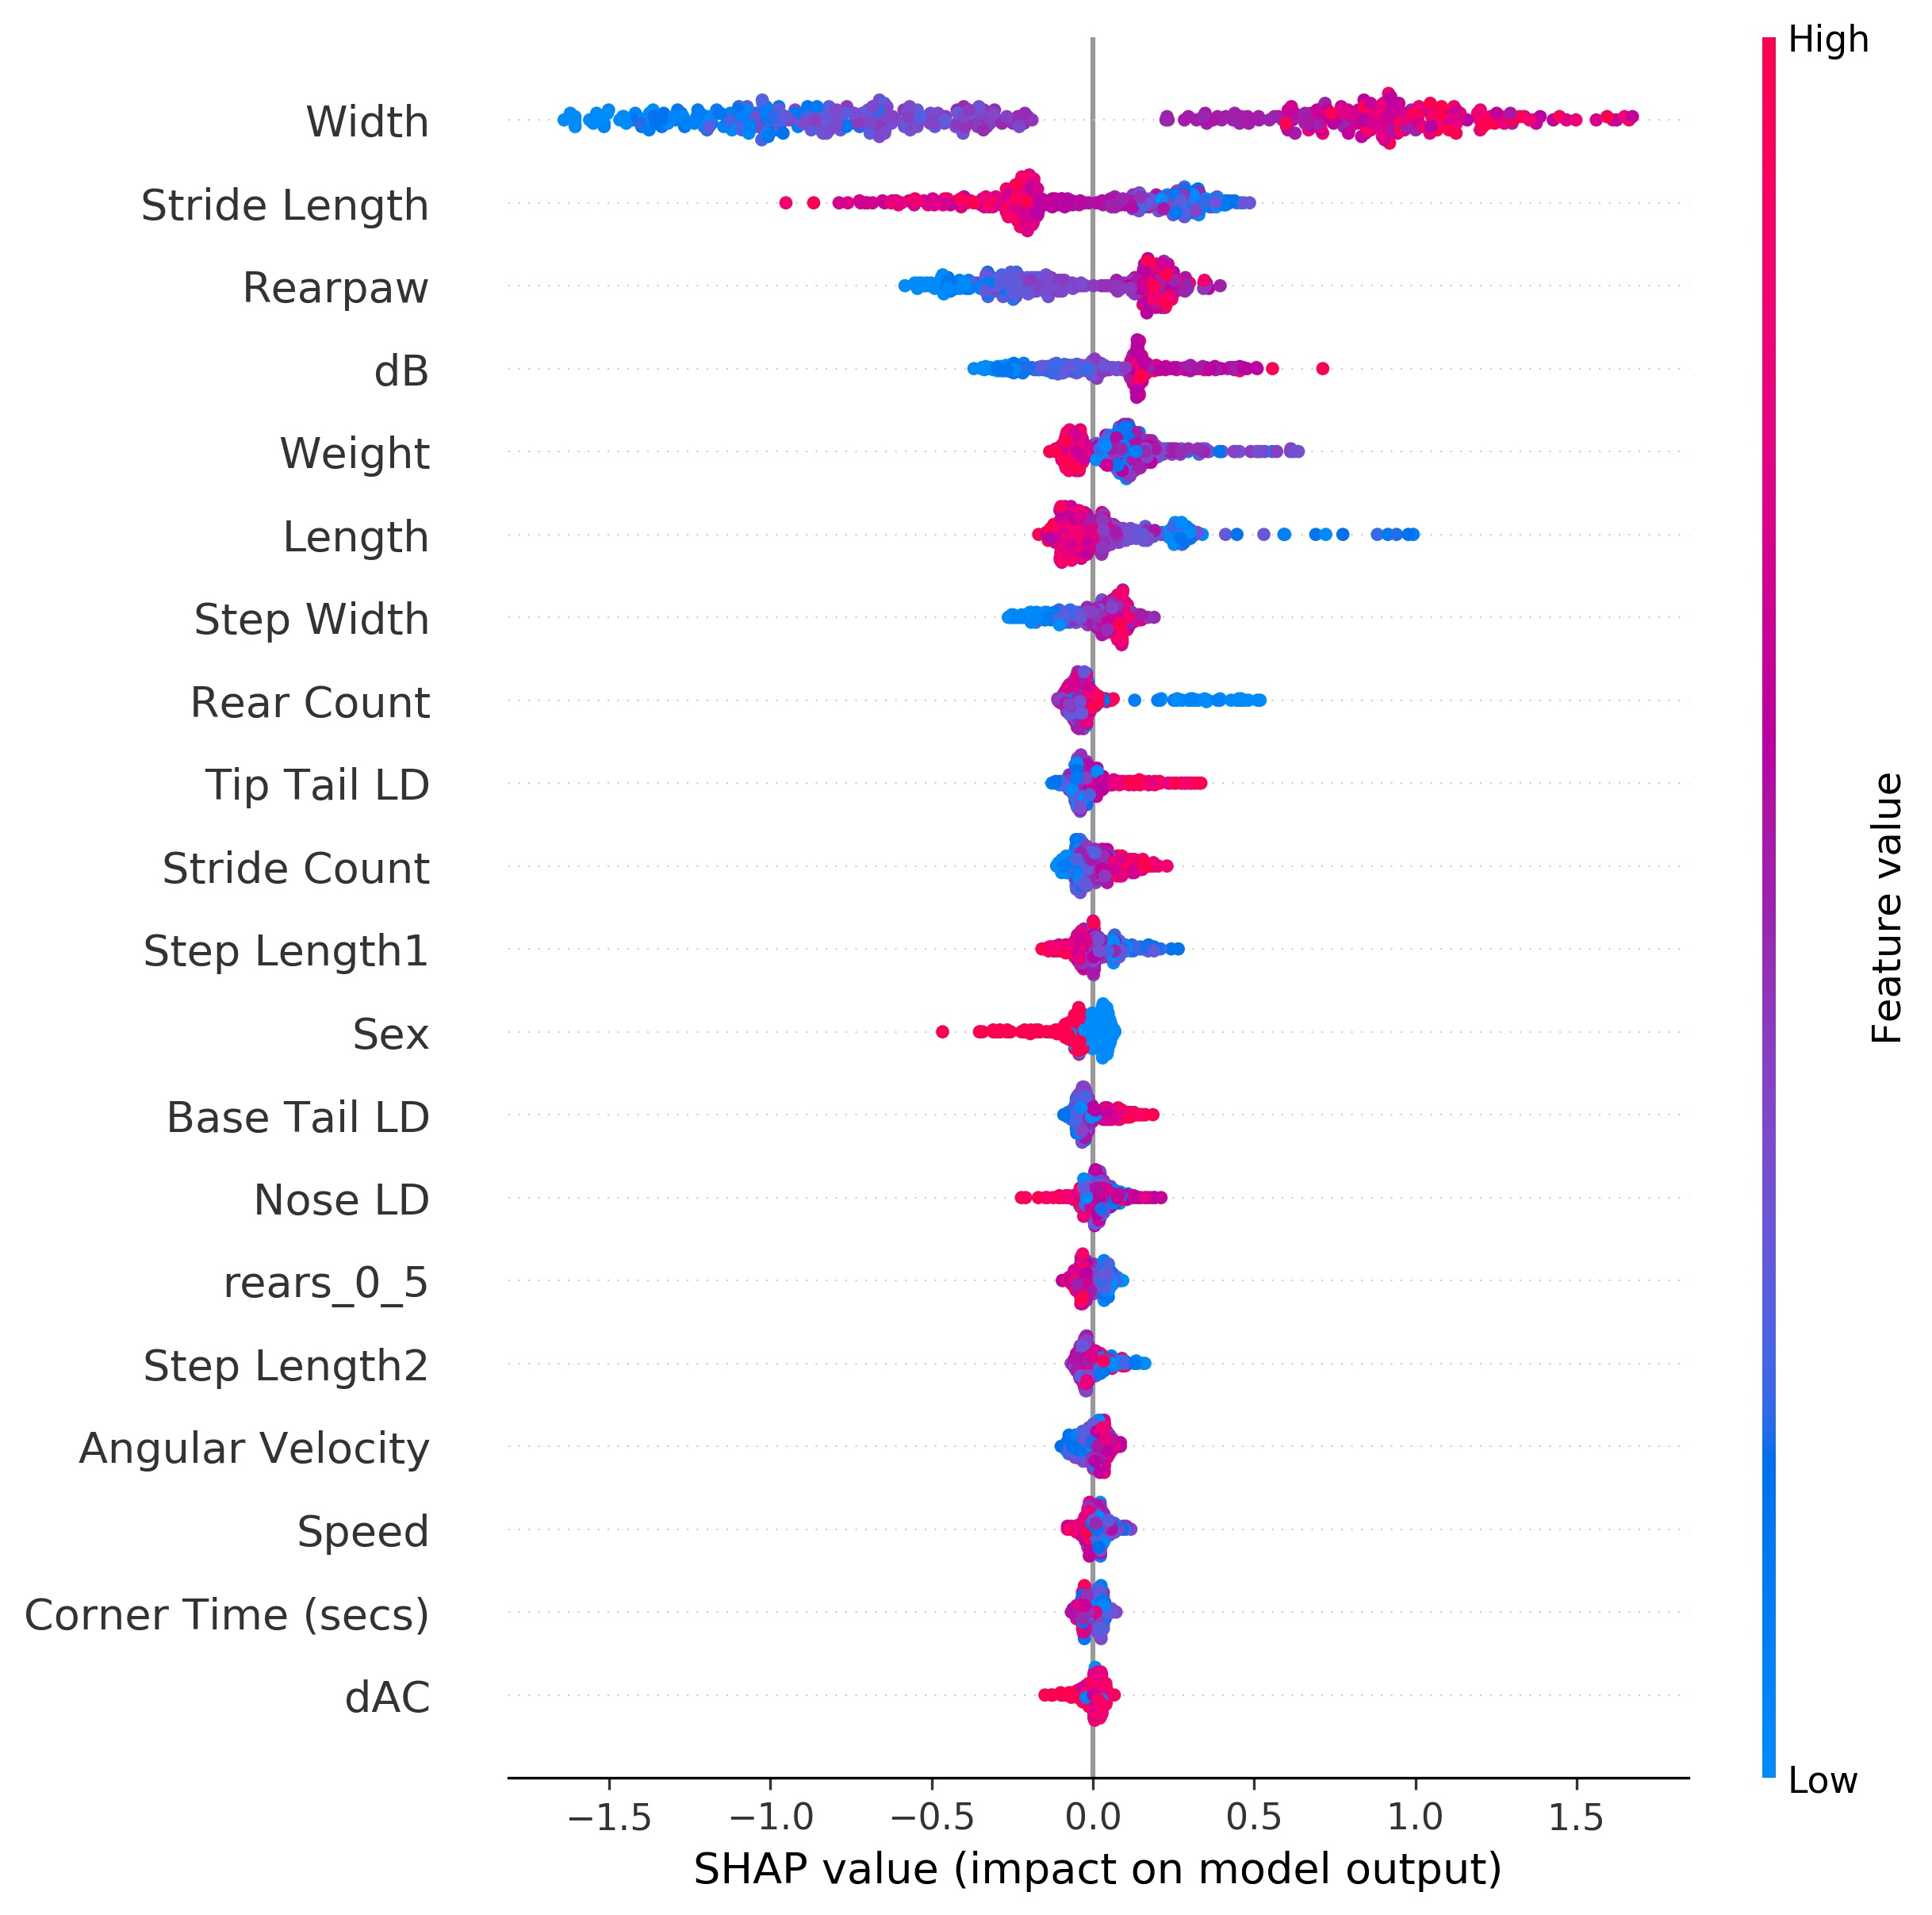 High
Width
Stride Length
Rearpaw
dB
Weight
Length
Step Width
Rear Count
Tip Tail LD
Stride Count
Step Length1
Sex
Base Tail LD
Nose LD
rears_0_5
Step Length2
Angular Velocity
Speed
Corner Time (secs)
dAC
Feature value
Low
−1.5 −1.0 −0.5 0.0 0.5 1.0 1.5
SHAP value (impact on model output)